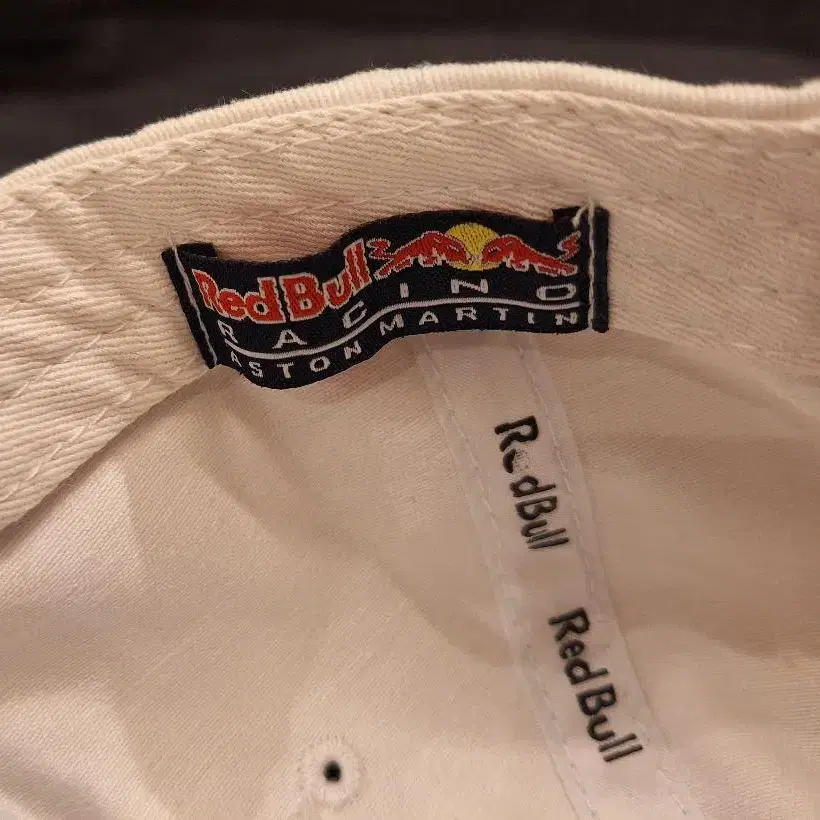 Red Bull
RACING
ASTON MARTIN
RedBull
RedBull